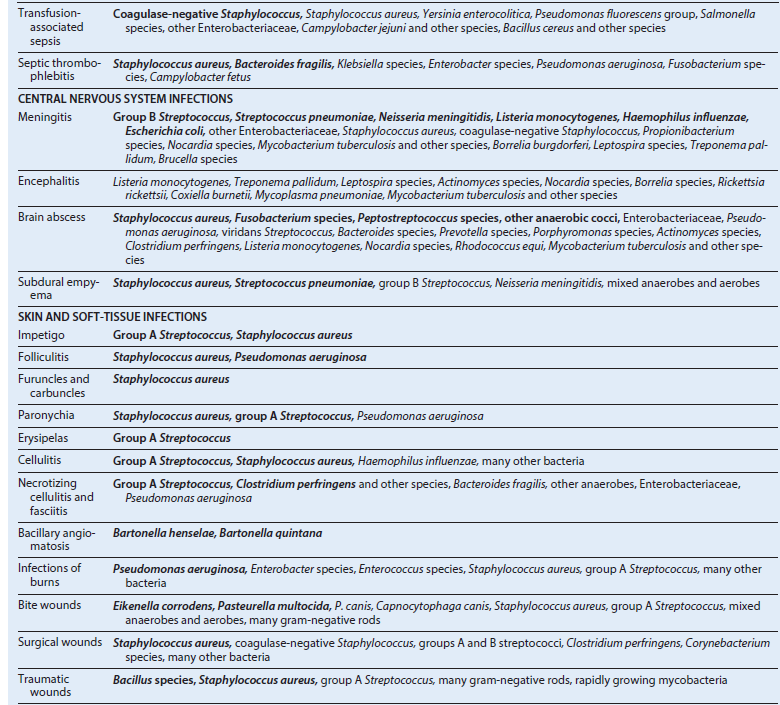 Transfusion-associated sepsis Coagulase-negative Staphylococcus, Staphylococcus aureus, Yersinia enterocolitica, Pseudomonas fluorescens group, Salmonella
species, other Enterobacteriaceae, Campylobacter jejuni and other species, Bacillus cereus and other species
Septic thrombo-phlebitis Staphylococcus aureus, Bacteroides fragilis, Klebsiella species, Enterobacter species, Pseudomonas aeruginosa, Fusobacterium spe-
cies, Campylobacter fetus
CENTRAL NERVOUS SYSTEM INFECTIONS
Meningitis Group B Streptococcus, Streptococcus pneumoniae, Neisseria meningitidis, Listeria monocytogenes, Haemophilus influenzae,
Escherichia coli, other Enterobacteriaceae, Staphylococcus aureus, coagulase-negative Staphylococcus, Propionibacterium
species, Nocardia species, Mycobacterium tuberculosis and other species, Borrelia burgdorferi, Leptospira species, Treponema pal-
lidum, Brucella species
Encephalitis Listeria monocytogenes, Treponema pallidum, Leptospira species, Actinomyces species, Nocardia species, Borrelia species, Rickettsia
rickettsii, Coxiella burnetii, Mycoplasma pneumoniae, Mycobacterium tuberculosis and other species
Brain abscess Staphylococcus aureus, Fusobacterium species, Peptostreptococcus species, other anaerobic cocci, Enterobacteriaceae, Pseudo-
monas aeruginosa, viridans Streptococcus, Bacteroides species, Prevotella species, Porphyromonas species, Actinomyces species,
Clostridium perfringens, Listeria monocytogenes, Nocardia species, Rhodococcus equi, Mycobacterium tuberculosis and other spe-
cies
Subdural empy-ema Staphylococcus aureus, Streptococcus pneumoniae, group B Streptococcus, Neisseria meningitidis, mixed anaerobes and aerobes
SKIN AND SOFT-TISSUE INFECTIONS
Impetigo Group A Streptococcus, Staphylococcus aureus
Folliculitis Staphylococcus aureus, Pseudomonas aeruginosa
Furuncles and carbuncles Staphylococcus aureus
Paronychia Staphylococcus aureus, group A Streptococcus, Pseudomonas aeruginosa
Erysipelas Group A Streptococcus
Cellulitis Group A Streptococcus, Staphylococcus aureus, Haemophilus influenzae, many other bacteria
Necrotizing cellulitis and fasciitis Group A Streptococcus, Clostridium perfringens and other species, Bacteroides fragilis, other anaerobes, Enterobacteriaceae,
Pseudomonas aeruginosa
Bacillary angio-matosis Bartonella henselae, Bartonella quintana
Infections of burns Pseudomonas aeruginosa, Enterobacter species, Enterococcus species, Staphylococcus aureus, group A Streptococcus, many other
bacteria
Bite wounds Eikenella corrodens, Pasteurella multocida, P. canis, Capnocytophaga canis, Staphylococcus aureus, group A Streptococcus, mixed
anaerobes and aerobes, many gram-negative rods
Surgical wounds Staphylococcus aureus, coagulase-negative Staphylococcus, groups A and B streptococci, Clostridium perfringens, Corynebacterium
species, many other bacteria
Traumatic wounds Bacillus species, Staphylococcus aureus, group A Streptococcus, many gram-negative rods, rapidly growing mycobacteria